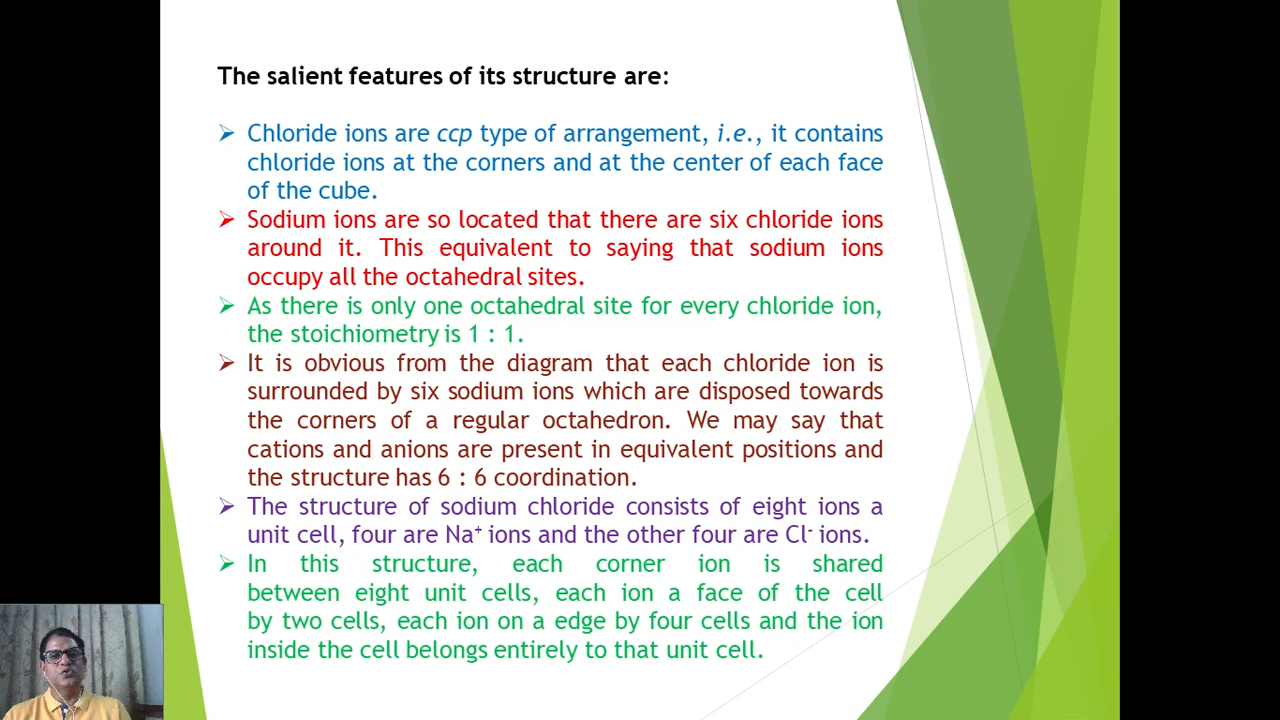 The salient features of its structure are:
Chloride ions are ccp type of arrangement, i.e., it contains
chloride ions at the corners and at the center of each face
of the cube.
Sodium ions are so located that there are six chloride ions
around it. This equivalent to saying that sodium ions
occupy all the octahedral sites.
As there is only one octahedral site for every chloride ion,
the stoichiometry is 1 : 1.
It is obvious from the diagram that each chloride ion is
surrounded by six sodium ions which are disposed towards
the corners of a regular octahedron. We may say that
cations and anions are present in equivalent positions and
the structure has 6 : 6 coordination.
The structure of sodium chloride consists of eight ions a
unit cell, four are Na⁺ ions and the other four are Cl⁻ ions.
In this structure, each corner ion is shared
between eight unit cells, each ion a face of the cell
by two cells, each ion on a edge by four cells and the ion
inside the cell belongs entirely to that unit cell.